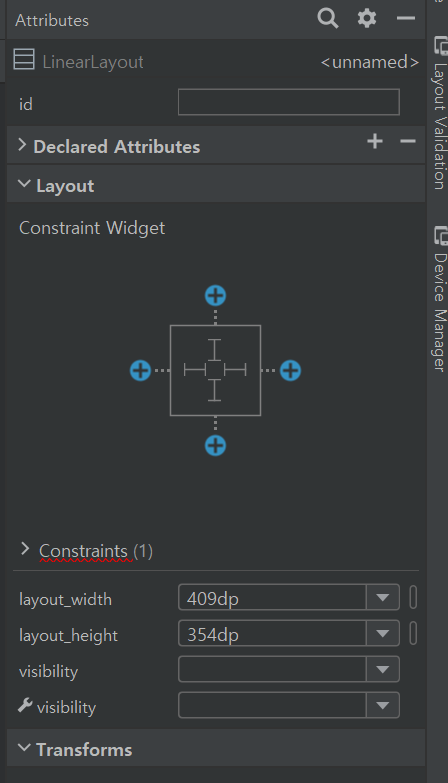 Attributes
LinearLayout <unnamed>
id
Declared Attributes
Layout
Constraint Widget
Constraints (1)
layout_width 409dp
layout_height 354dp
visibility
visibility
Transforms
Layout Validation
Device Manager